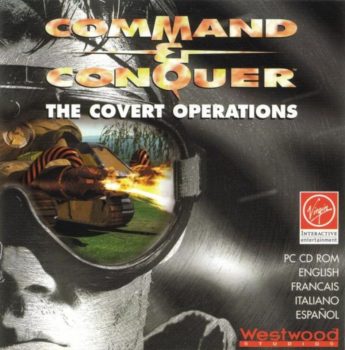 COMMAND
&
CONQUER
THE COVERT OPERATIONS
Virgin
INTERACTIVE
entertainment
PC CD ROM
ENGLISH
FRANCAIS
ITALIANO
ESPAÑOL
Westwood
STUDIOS